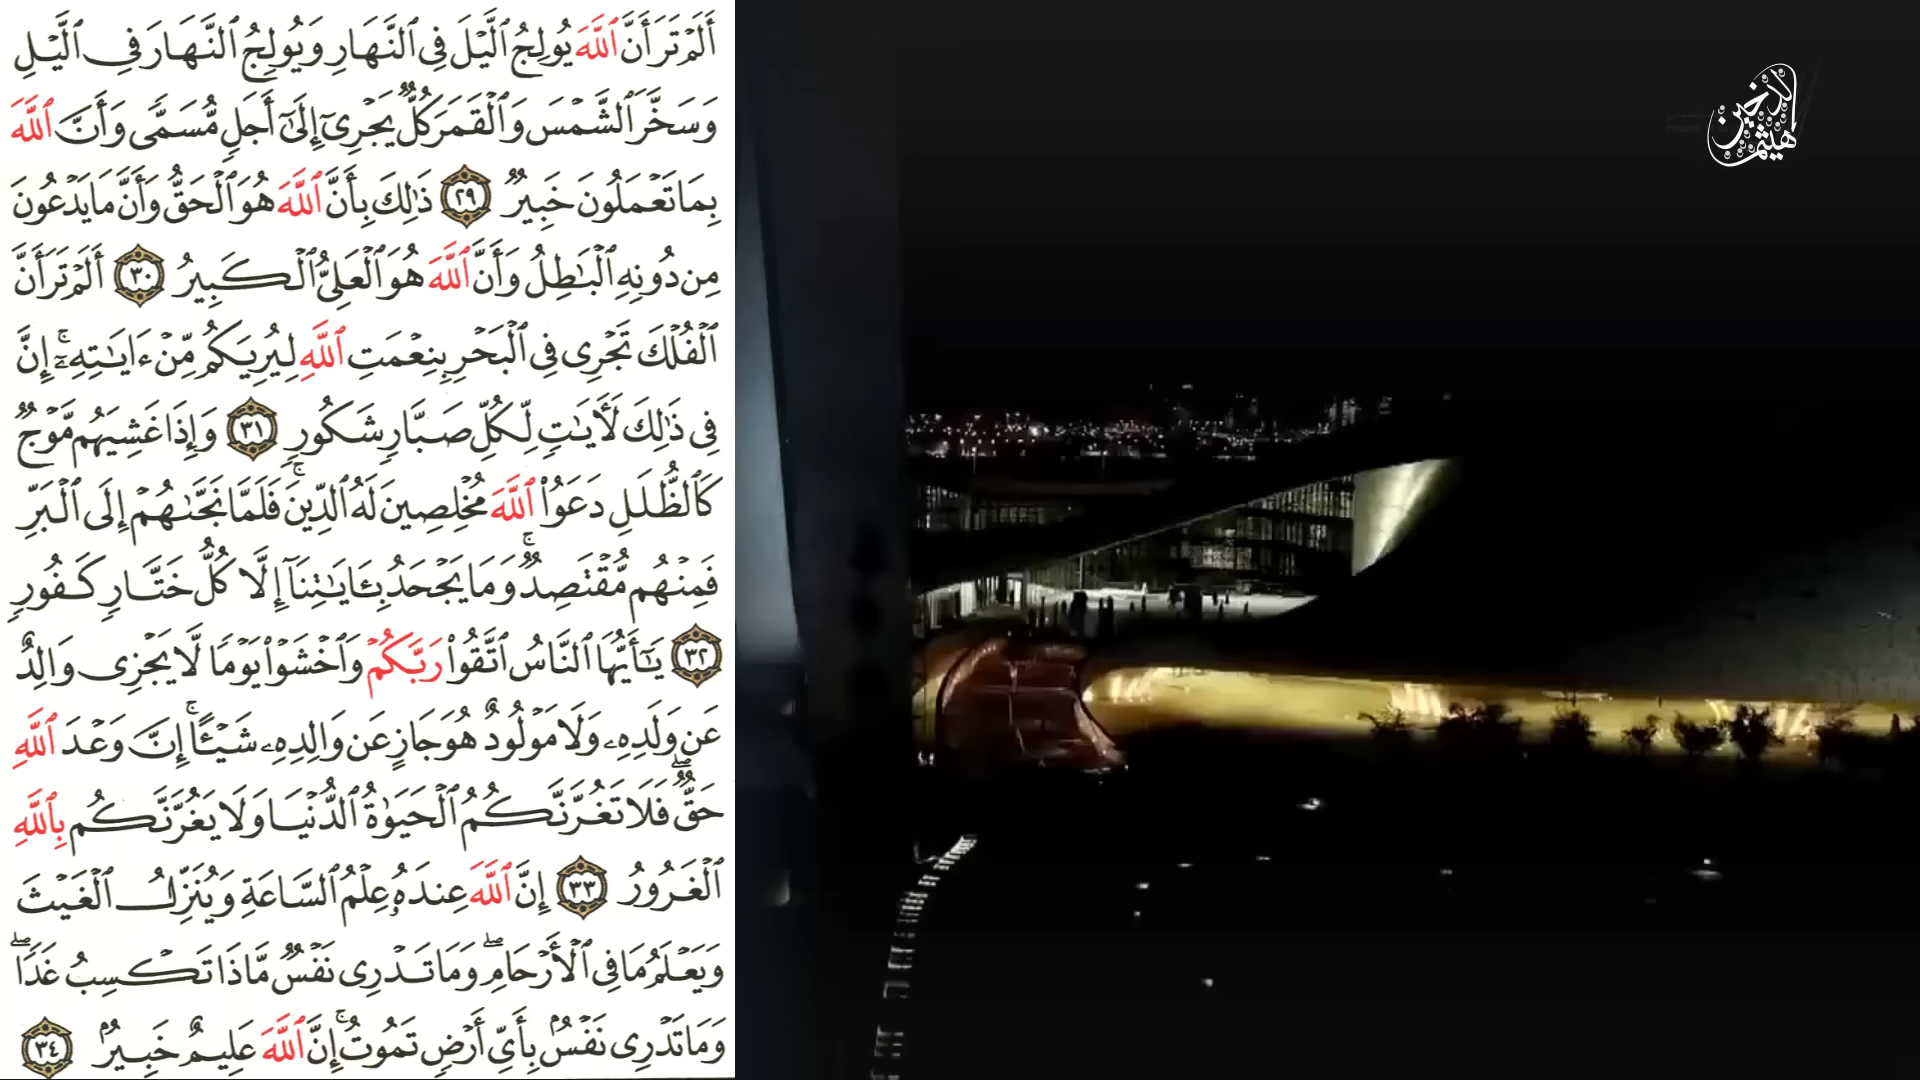 أَلَمْ تَرَ أَنَّ ٱللَّهَ يُولِجُ ٱلَّيْلَ فِى ٱلنَّهَارِ وَيُولِجُ ٱلنَّهَارَ فِى ٱلَّيْلِ
وَسَخَّرَ ٱلشَّمْسَ وَٱلْقَمَرَ كُلٌّ يَجْرِىٓ إِلَىٰٓ أَجَلٍ مُّسَمًّى وَأَنَّ ٱللَّهَ
بِمَا تَعْمَلُونَ خَبِيرٌ ٢٩ ذَٰلِكَ بِأَنَّ ٱللَّهَ هُوَ ٱلْحَقُّ وَأَنَّ مَا يَدْعُونَ
مِن دُونِهِ ٱلْبَـٰطِلُ وَأَنَّ ٱللَّهَ هُوَ ٱلْعَلِىُّ ٱلْكَبِيرُ ٣٠ أَلَمْ تَرَ أَنَّ
ٱلْفُلْكَ تَجْرِى فِى ٱلْبَحْرِ بِنِعْمَتِ ٱللَّهِ لِيُرِيَكُم مِّنْ ءَايَـٰتِهِۦٓ ۚ إِنَّ
فِى ذَٰلِكَ لَـَٔايَـٰتٍ لِّكُلِّ صَبَّارٍ شَكُورٍ ٣١ وَإِذَا غَشِيَهُم مَّوْجٌ
كَٱلظُّلَلِ دَعَوُا۟ ٱللَّهَ مُخْلِصِينَ لَهُ ٱلدِّينَ فَلَمَّا نَجَّىٰهُمْ إِلَى ٱلْبَرِّ
فَمِنْهُم مُّقْتَصِدٌ ۚ وَمَا يَجْحَدُ بِـَٔايَـٰتِنَآ إِلَّا كُلُّ خَتَّارٍ كَفُورٍ
٣٢ يَـٰٓأَيُّهَا ٱلنَّاسُ ٱتَّقُوا۟ رَبَّكُمْ وَٱخْشَوْا۟ يَوْمًا لَّا يَجْزِى وَالِدٌ
عَن وَلَدِهِۦ وَلَا مَوْلُودٌ هُوَ جَازٍ عَن وَالِدِهِۦ شَيْـًٔا ۚ إِنَّ وَعْدَ ٱللَّهِ
حَقٌّ ۖ فَلَا تَغُرَّنَّكُمُ ٱلْحَيَوٰةُ ٱلدُّنْيَا وَلَا يَغُرَّنَّكُم بِٱللَّهِ
ٱلْغَرُورُ ٣٣ إِنَّ ٱللَّهَ عِندَهُۥ عِلْمُ ٱلسَّاعَةِ وَيُنَزِّلُ ٱلْغَيْثَ
وَيَعْلَمُ مَا فِى ٱلْأَرْحَامِ ۖ وَمَا تَدْرِى نَفْسٌ مَّاذَا تَكْسِبُ غَدًا ۖ
وَمَا تَدْرِى نَفْسٌۢ بِأَىِّ أَرْضٍ تَمُوتُ ۚ إِنَّ ٱللَّهَ عَلِيمٌ خَبِيرٌۢ ٣٤
هيثم الدخين